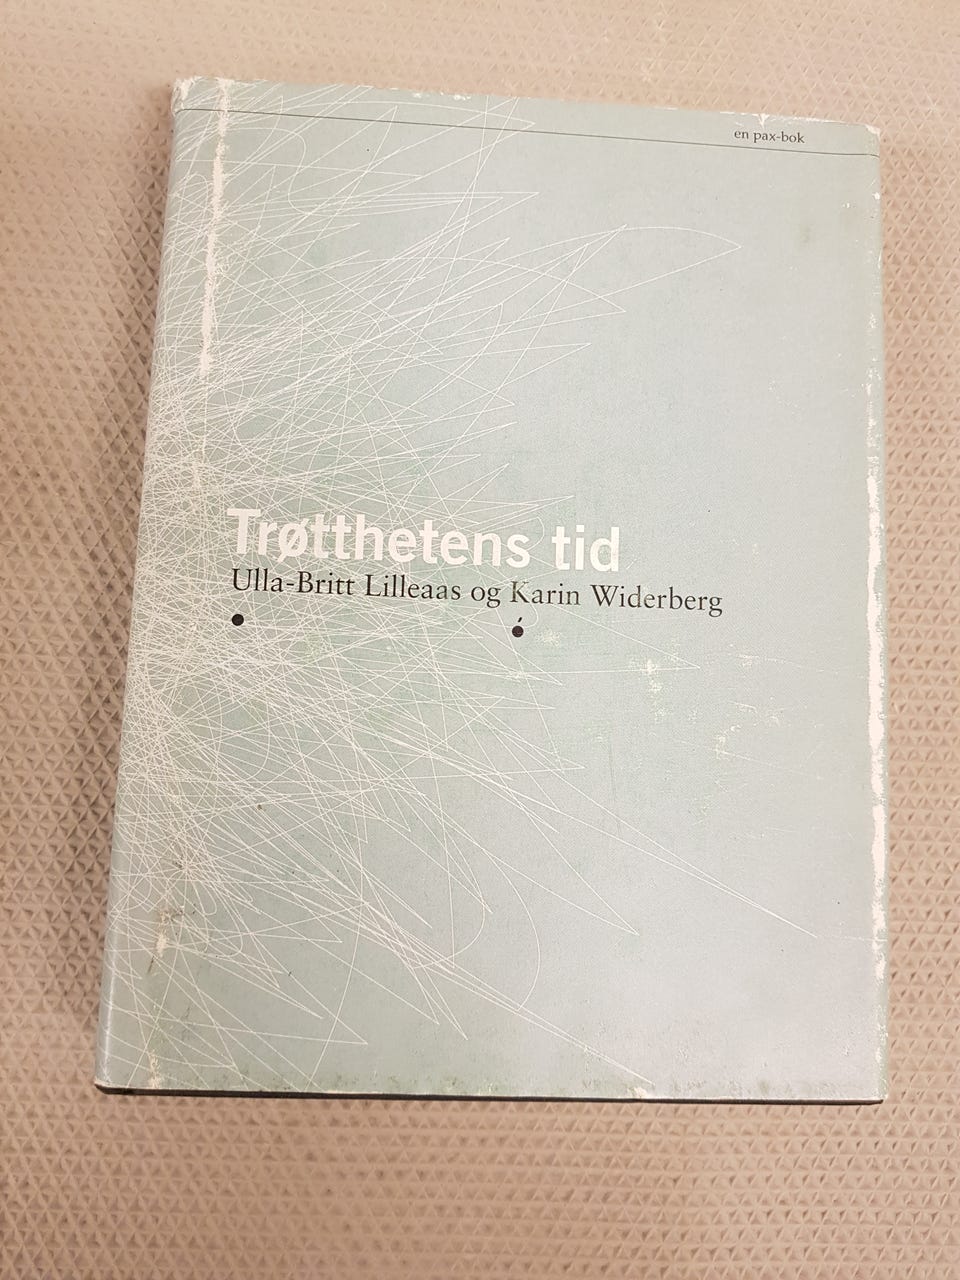 en pax-bok
Trøtthetens tid
Ulla-Britt Lilleaas og Karin Widerberg